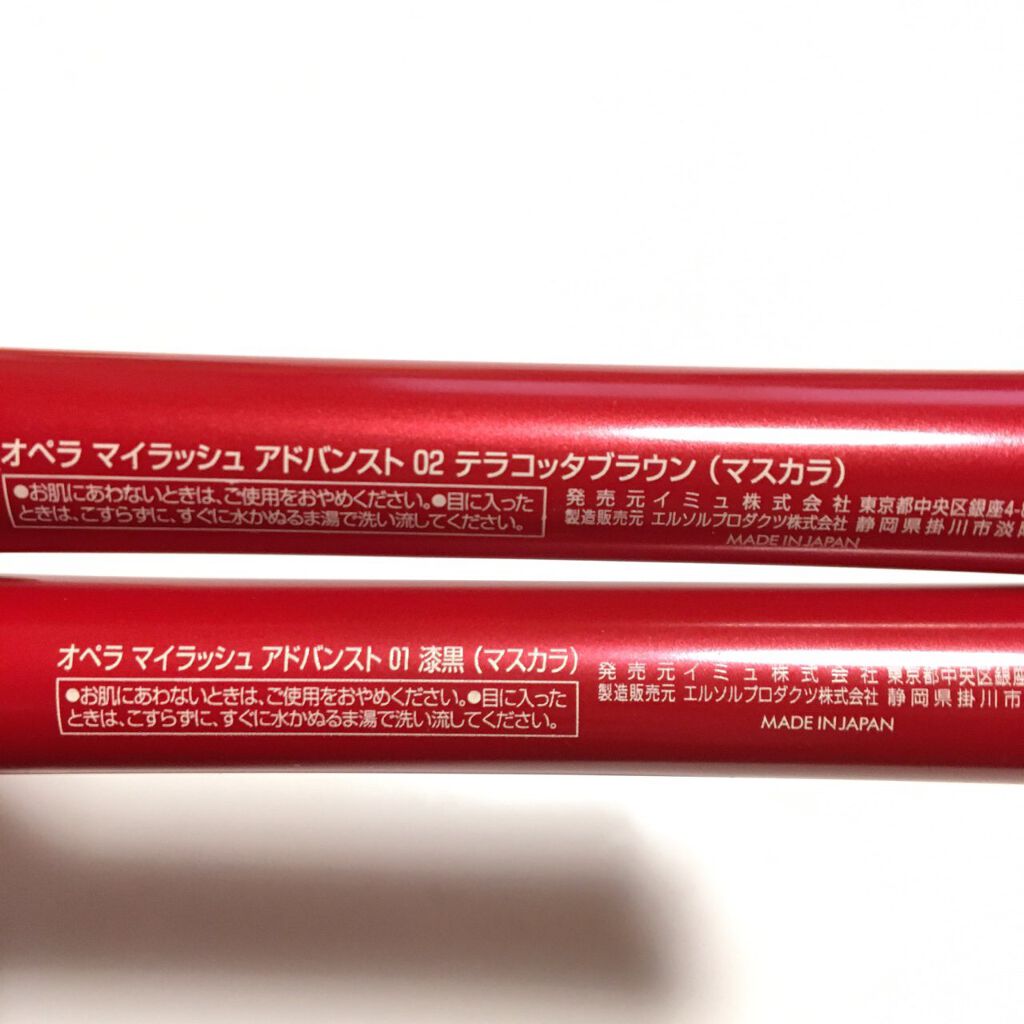 オペラ マイラッシュ アドバンスト 02 テラコッタブラウン (マスカラ)
●お肌にあわないときは、ご使用をおやめください。●目に入った
ときは、こすらずに、すぐに水かぬるま湯で洗い流してください。
発売元イミュ株式会社 東京都中央区銀座4-
製造販売元 エルソルプロダクツ株式会社 静岡県掛川市淡
MADE IN JAPAN
オペラ マイラッシュ アドバンスト 01 漆黒 (マスカラ)
●お肌にあわないときは、ご使用をおやめください。●目に入った
ときは、こすらずに、すぐに水かぬるま湯で洗い流してください。
発売元イミュ株式会社 東京都中央区銀座
製造販売元 エルソルプロダクツ株式会社 静岡県掛川市
MADE IN JAPAN